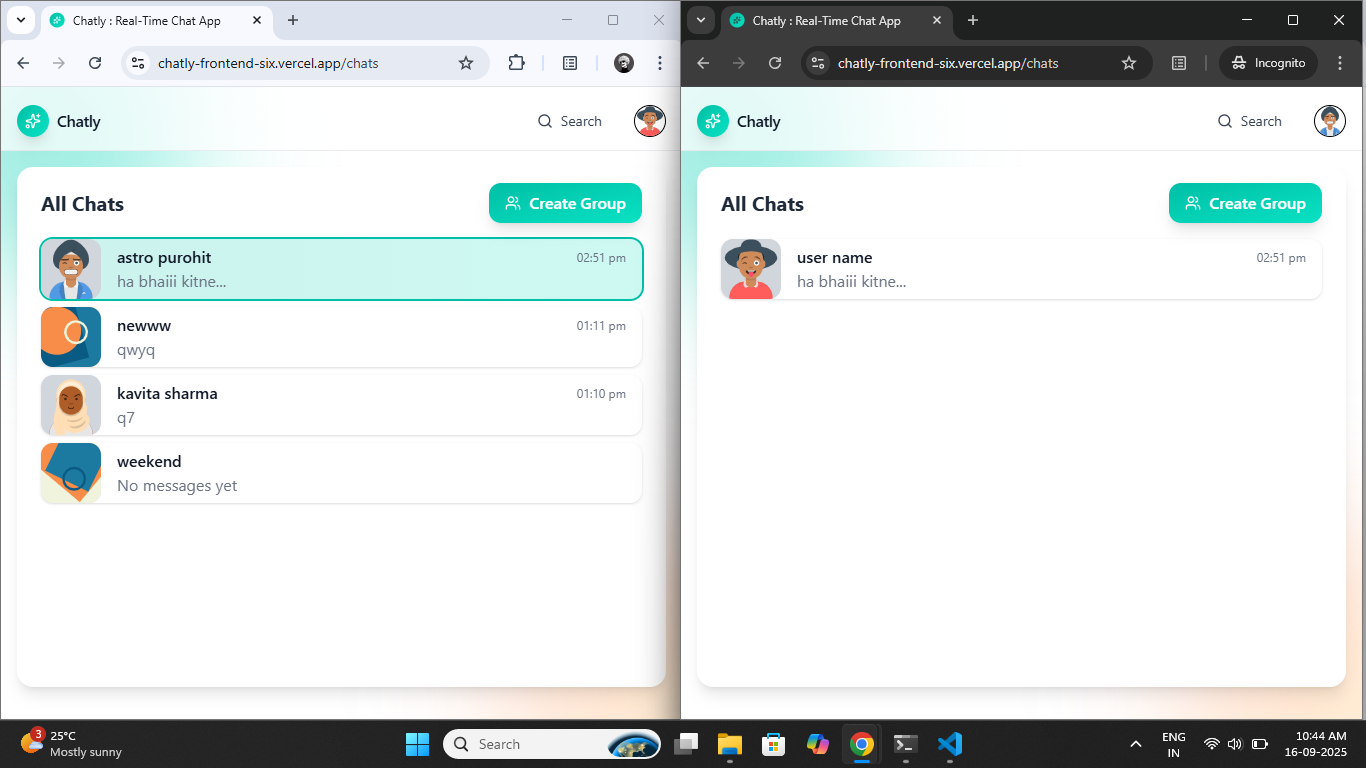 Chatly : Real-Time Chat App
chatly-frontend-six.vercel.app/chats
Chatly
Search
All Chats
Create Group
astro purohit
02:51 pm
ha bhaiii kitne...
newww
01:11 pm
qwyq
kavita sharma
01:10 pm
q7
weekend
No messages yet
Chatly : Real-Time Chat App
chatly-frontend-six.vercel.app/chats
Incognito
Chatly
Search
All Chats
Create Group
user name
02:51 pm
ha bhaiii kitne...
3
25°C
Mostly sunny
Search
ENG
IN
10:44 AM
16-09-2025